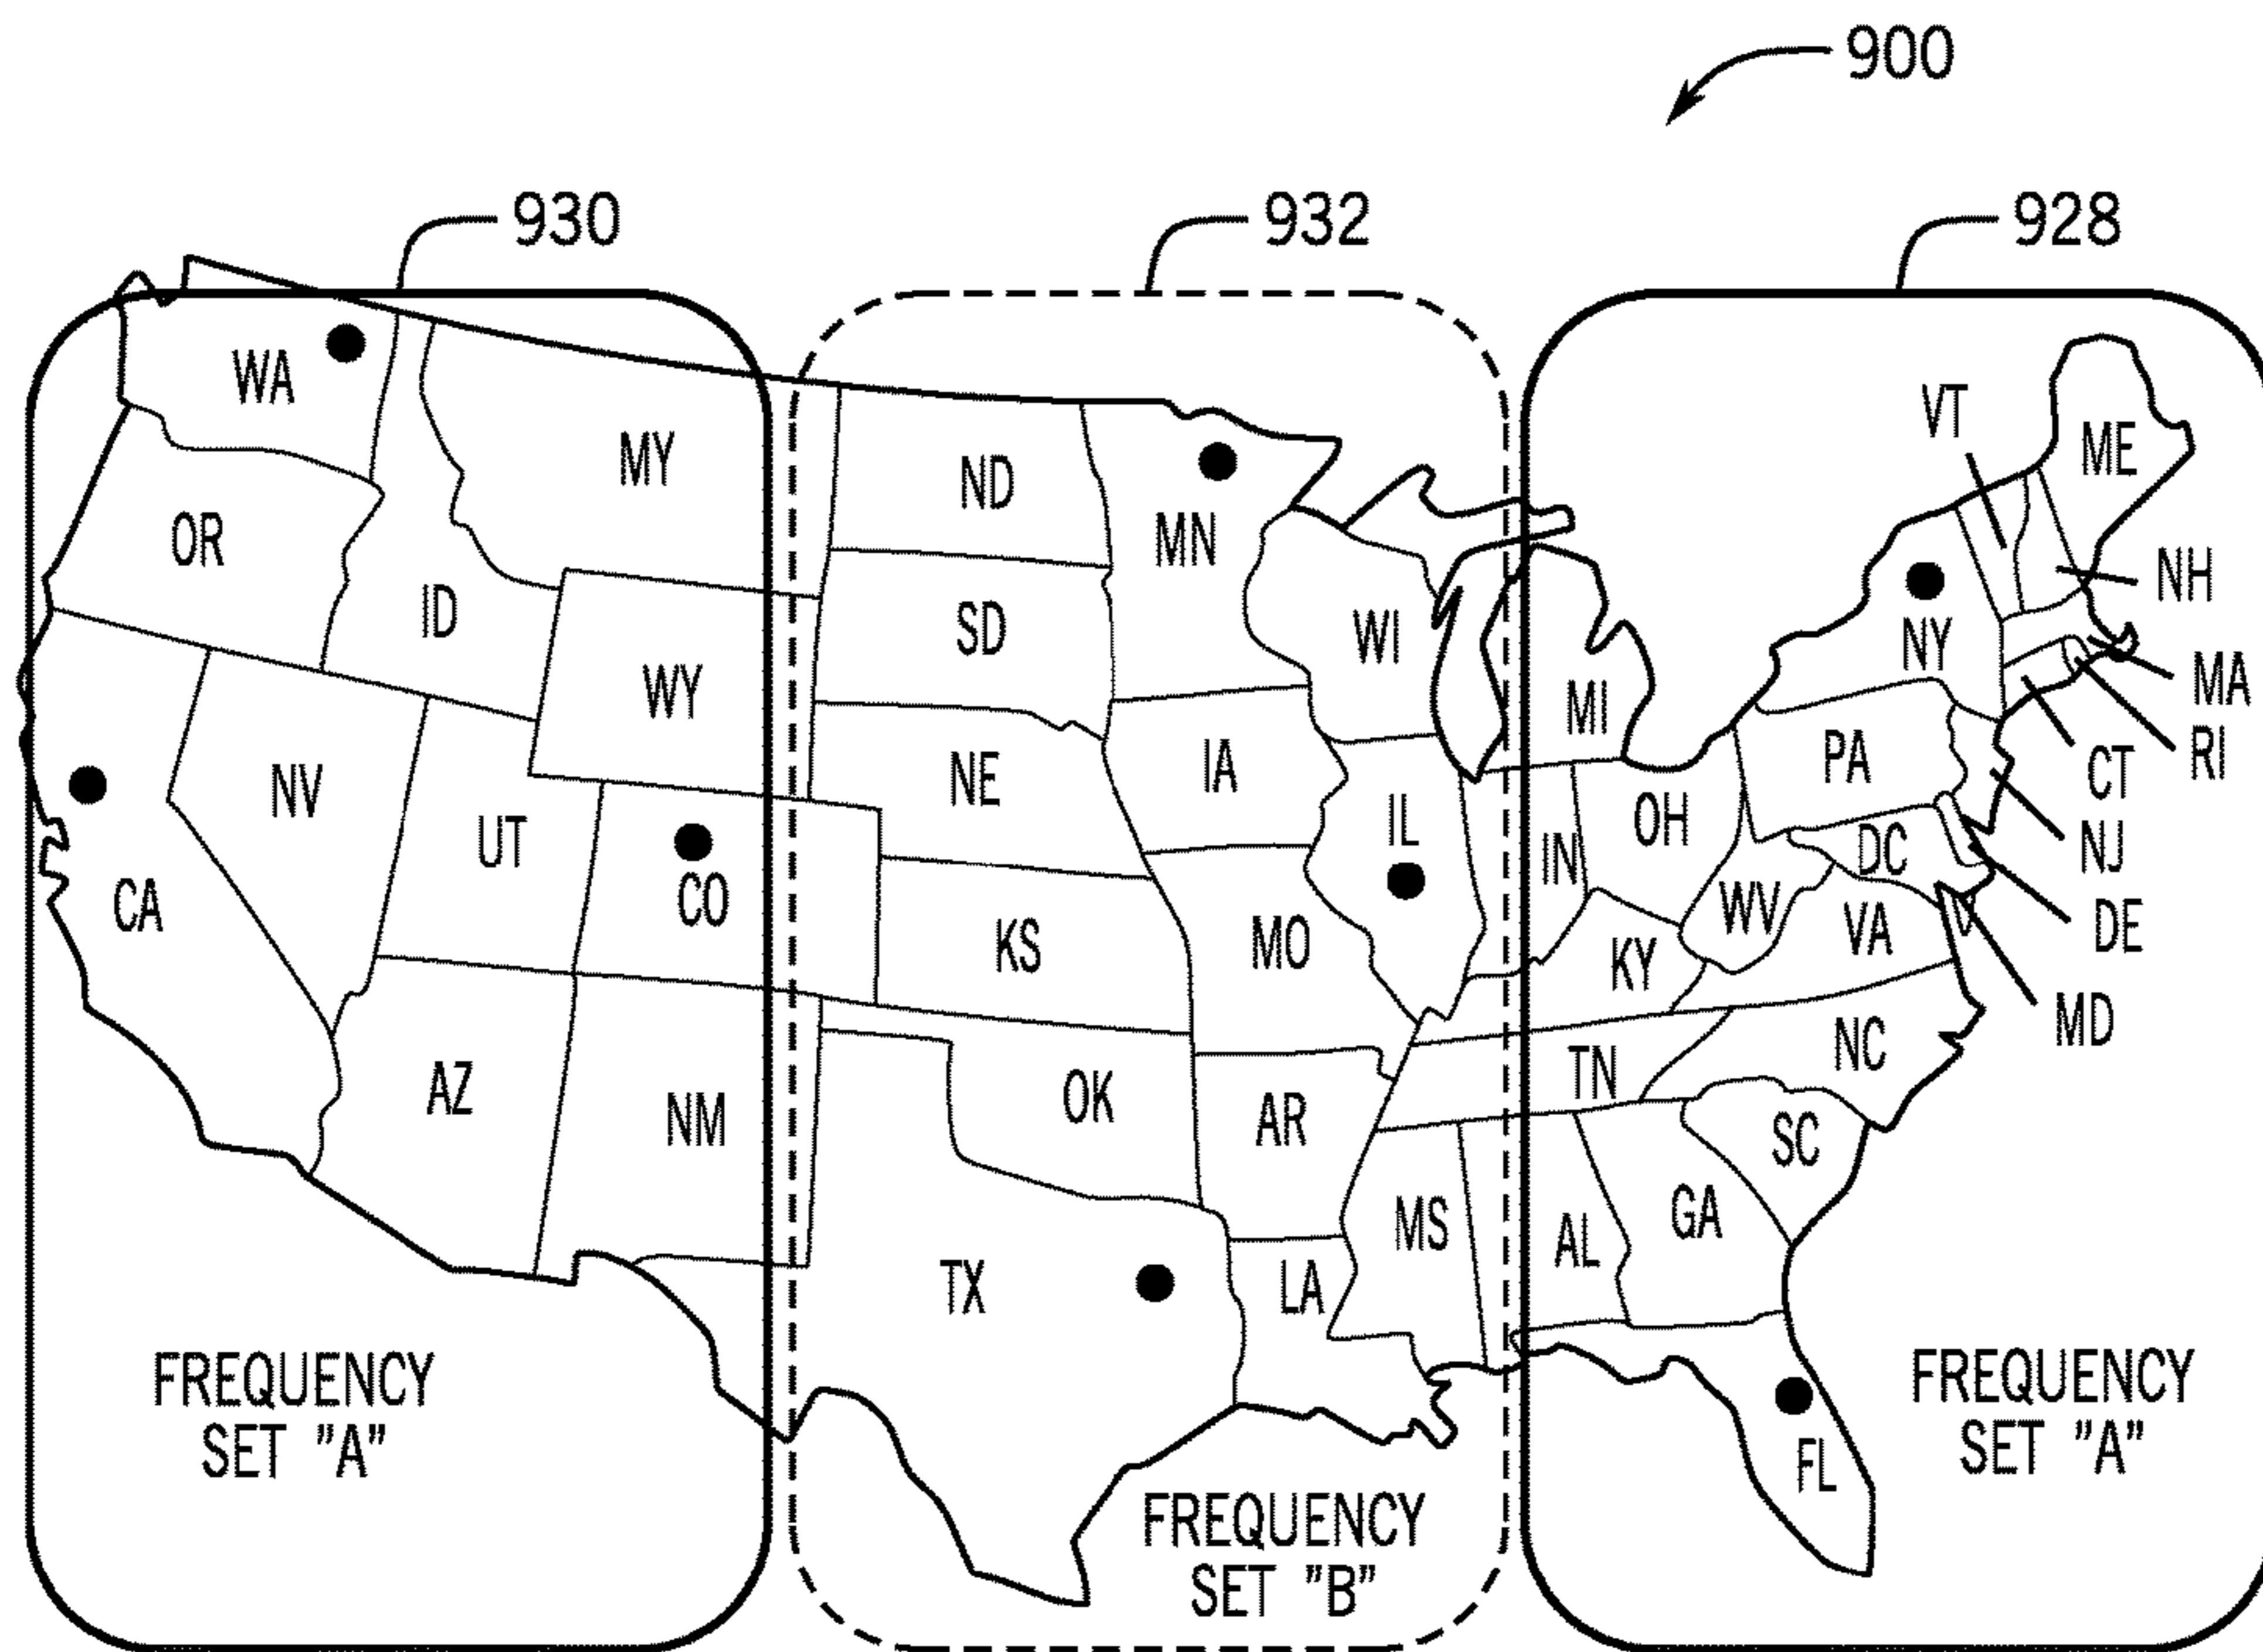 900
930
932
928
WA
MY
ND
MN
VT
ME
OR
ID
SD
WI
NY
NH
WY
MI
MA
NV
NE
IA
PA
CT
RI
UT
IL
OH
DC
NJ
CA
CO
KS
MO
IN
KY
WV
VA
DE
AZ
NM
OK
AR
TN
NC
MD
SC
TX
LA
MS
AL
GA
FL
FREQUENCY
SET "A"
FREQUENCY
SET "B"
FREQUENCY
SET "A"